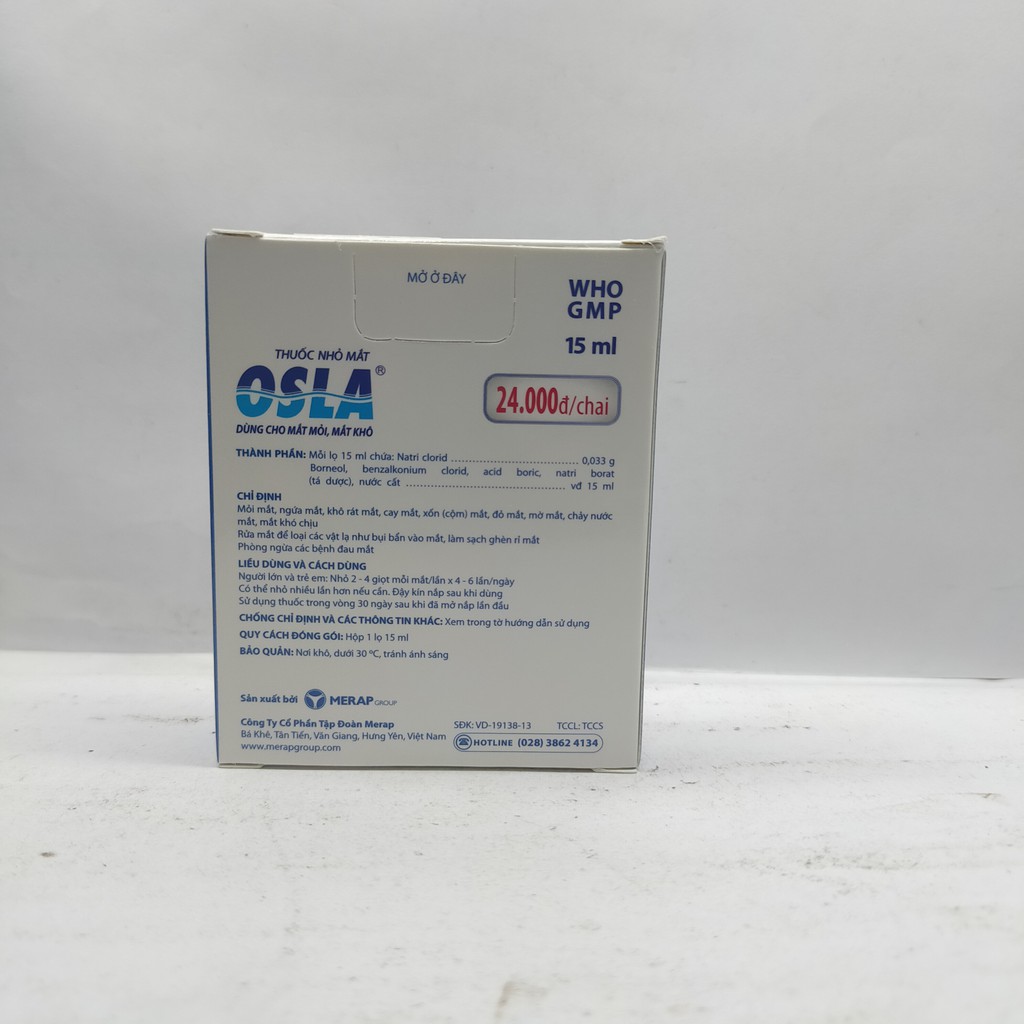 MỞ Ở ĐÂY
WHO
GMP
15 ml
THUỐC NHỎ MẮT
OSLA®
DÙNG CHO MẮT MỎI, MẮT KHÔ
24.000đ/chai
THÀNH PHẦN: Mỗi lọ 15 ml chứa: Natri clorid ........................................ 0,033 g
Borneol, benzalkonium clorid, acid boric, natri borat
(tá dược), nước cất .................................................. vđ 15 ml
CHỈ ĐỊNH
Mỏi mắt, ngứa mắt, khô rát mắt, cay mắt, xốn (cộm) mắt, đỏ mắt, mờ mắt, chảy nước
mắt, mắt khó chịu
Rửa mắt để loại các vật lạ như bụi bẩn vào mắt, làm sạch ghèn rỉ mắt
Phòng ngừa các bệnh đau mắt
LIỀU DÙNG VÀ CÁCH DÙNG
Người lớn và trẻ em: Nhỏ 2 - 4 giọt mỗi mắt/lần x 4 - 6 lần/ngày
Có thể nhỏ nhiều lần hơn nếu cần. Đậy kín nắp sau khi dùng
Sử dụng thuốc trong vòng 30 ngày sau khi đã mở nắp lần đầu
CHỐNG CHỈ ĐỊNH VÀ CÁC THÔNG TIN KHÁC: Xem trong tờ hướng dẫn sử dụng
QUY CÁCH ĐÓNG GÓI: Hộp 1 lọ 15 ml
BẢO QUẢN: Nơi khô, dưới 30 ºC, tránh ánh sáng
Sản xuất bởi MERAP GROUP
Công Ty Cổ Phần Tập Đoàn Merap
Bá Khê, Tân Tiến, Văn Giang, Hưng Yên, Việt Nam
www.merapgroup.com
SĐK: VD-19138-13 TCCL: TCCS
HOTLINE (028) 3862 4134